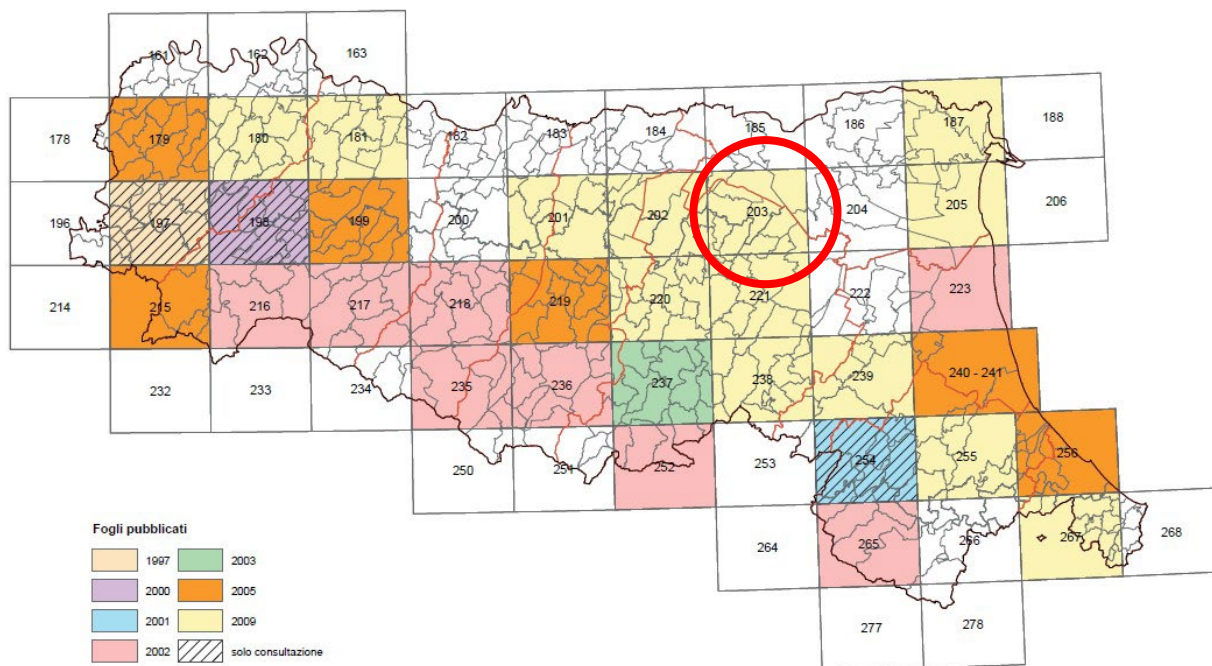 161 162 163
178 179 180 181 182 183 184 185 186 187 188
196 197 198 199 200 201 202 203 204 205 206
214 215 216 217 218 219 220 221 222 223
232 233 234 235 236 237 238 239 240 - 241
250 251 252 253 254 255 256
264 265 266 267 268
277 278
Fogli pubblicati
1997 2003
2000 2005
2001 2009
2002 solo consultazione